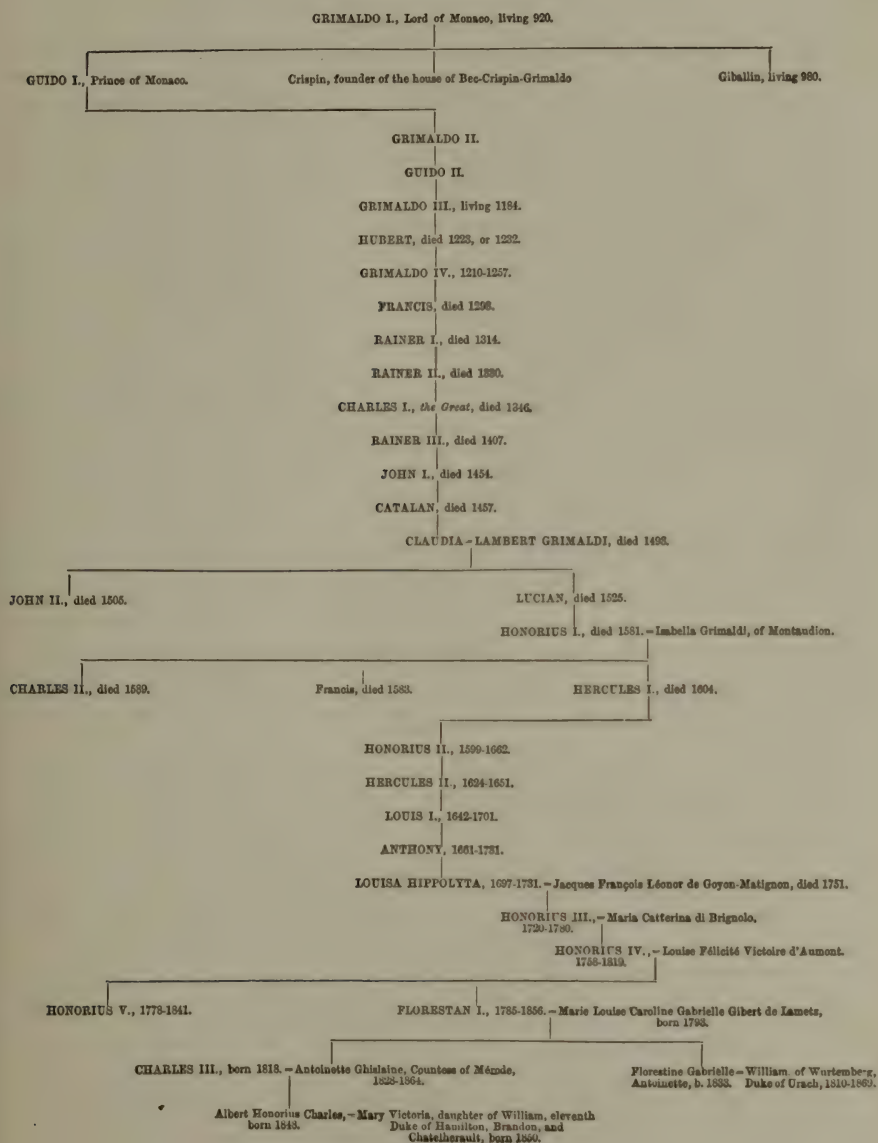 GRIMALDO I., Lord of Monaco, living 920.
GUIDO I., Prince of Monaco. Crispin, founder of the house of Bec-Crispin-Grimaldo Giballin, living 980.
GRIMALDO II.
GUIDO II.
GRIMALDO III., living 1184.
HUBERT, died 1223, or 1232.
GRIMALDO IV., 1210-1257.
FRANCIS, died 1298.
RAINER I., died 1314.
RAINER II., died 1330.
CHARLES I., the Great, died 1346.
RAINER III., died 1407.
JOHN I., died 1454.
CATALAN, died 1457.
CLAUDIA = LAMBERT GRIMALDI, died 1493.
JOHN II., died 1505. LUCIAN, died 1525.
HONORIUS I., died 1581. = Isabella Grimaldi, of Montaudion.
CHARLES II., died 1589. Francis, died 1583. HERCULES I., died 1604.
HONORIUS II., 1599-1662.
HERCULES II., 1624-1651.
LOUIS I., 1642-1701.
ANTHONY, 1661-1731.
LOUISA HIPPOLYTA, 1697-1731. = Jacques François Léonor de Goyon-Matignon, died 1751.
HONORIUS III., = Maria Catterina di Brignolo.
1720-1780.
HONORIUS IV., = Louise Félicité Victoire d'Aumont.
1758-1819.
HONORIUS V., 1778-1841. FLORESTAN I., 1785-1856. = Marie Louise Caroline Gabrielle Gibert de Lametz,
born 1793.
CHARLES III., born 1818. = Antoinette Ghislaine, Countess of Mérode, Florestine Gabrielle = William of Wurtemberg,
1828-1864. Antoinette, b. 1833. Duke of Urach, 1810-1869.
Albert Honorius Charles, = Mary Victoria, daughter of William, eleventh
born 1848. Duke of Hamilton, Brandon, and
Chatelherault, born 1850.